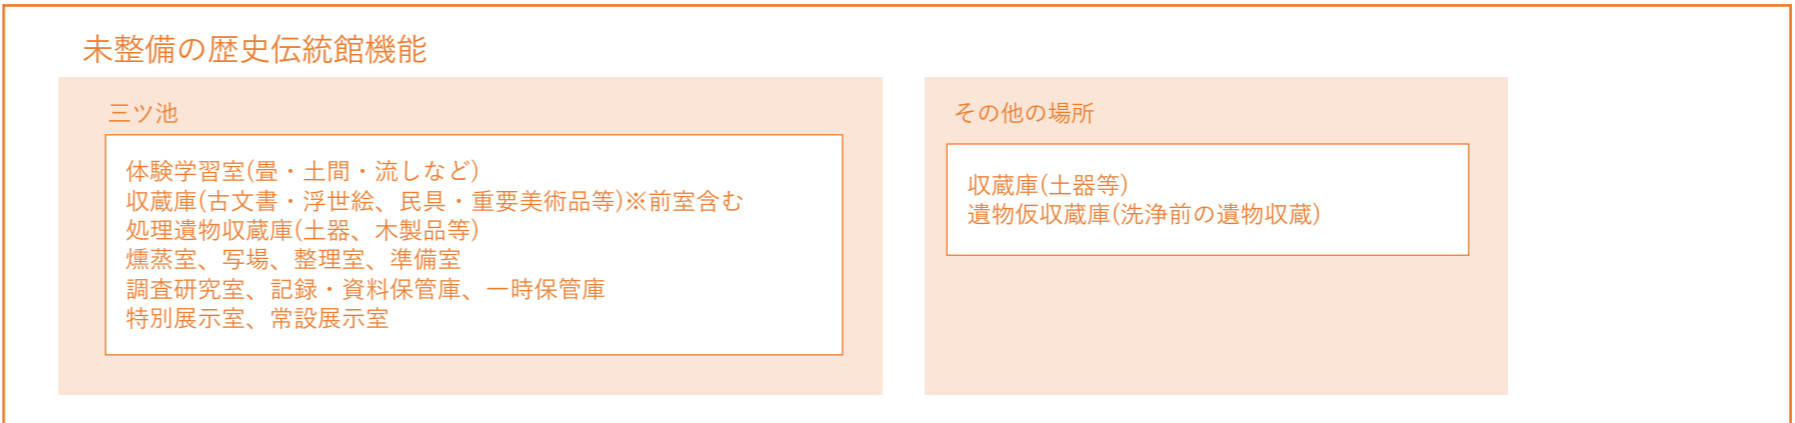 未整備の歴史伝統館機能
三ツ池
体験学習室(畳・土間・流しなど)
収蔵庫(古文書・浮世絵、民具・重要美術品等)※前室含む
処理遺物収蔵庫(土器、木製品等)
燻蒸室、写場、整理室、準備室
調査研究室、記録・資料保管庫、一時保管庫
特別展示室、常設展示室
その他の場所
収蔵庫(土器等)
遺物仮収蔵庫(洗浄前の遺物収蔵)